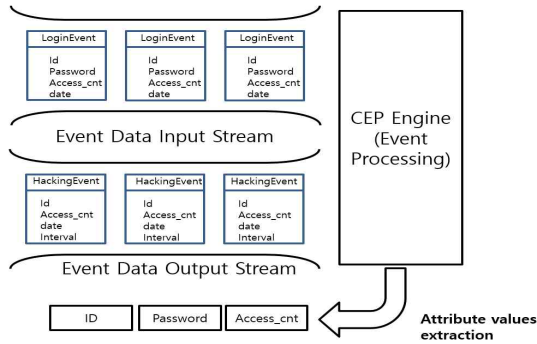 LoginEvent
Id
Password
Access_cnt
date
LoginEvent
Id
Password
Access_cnt
date
LoginEvent
Id
Password
Access_cnt
date
Event Data Input Stream
CEP Engine
(Event
Processing)
HackingEvent
Id
Access_cnt
date
Interval
HackingEvent
Id
Access_cnt
date
Interval
HackingEvent
Id
Access_cnt
date
Interval
Event Data Output Stream
ID
Password
Access_cnt
Attribute values
extraction